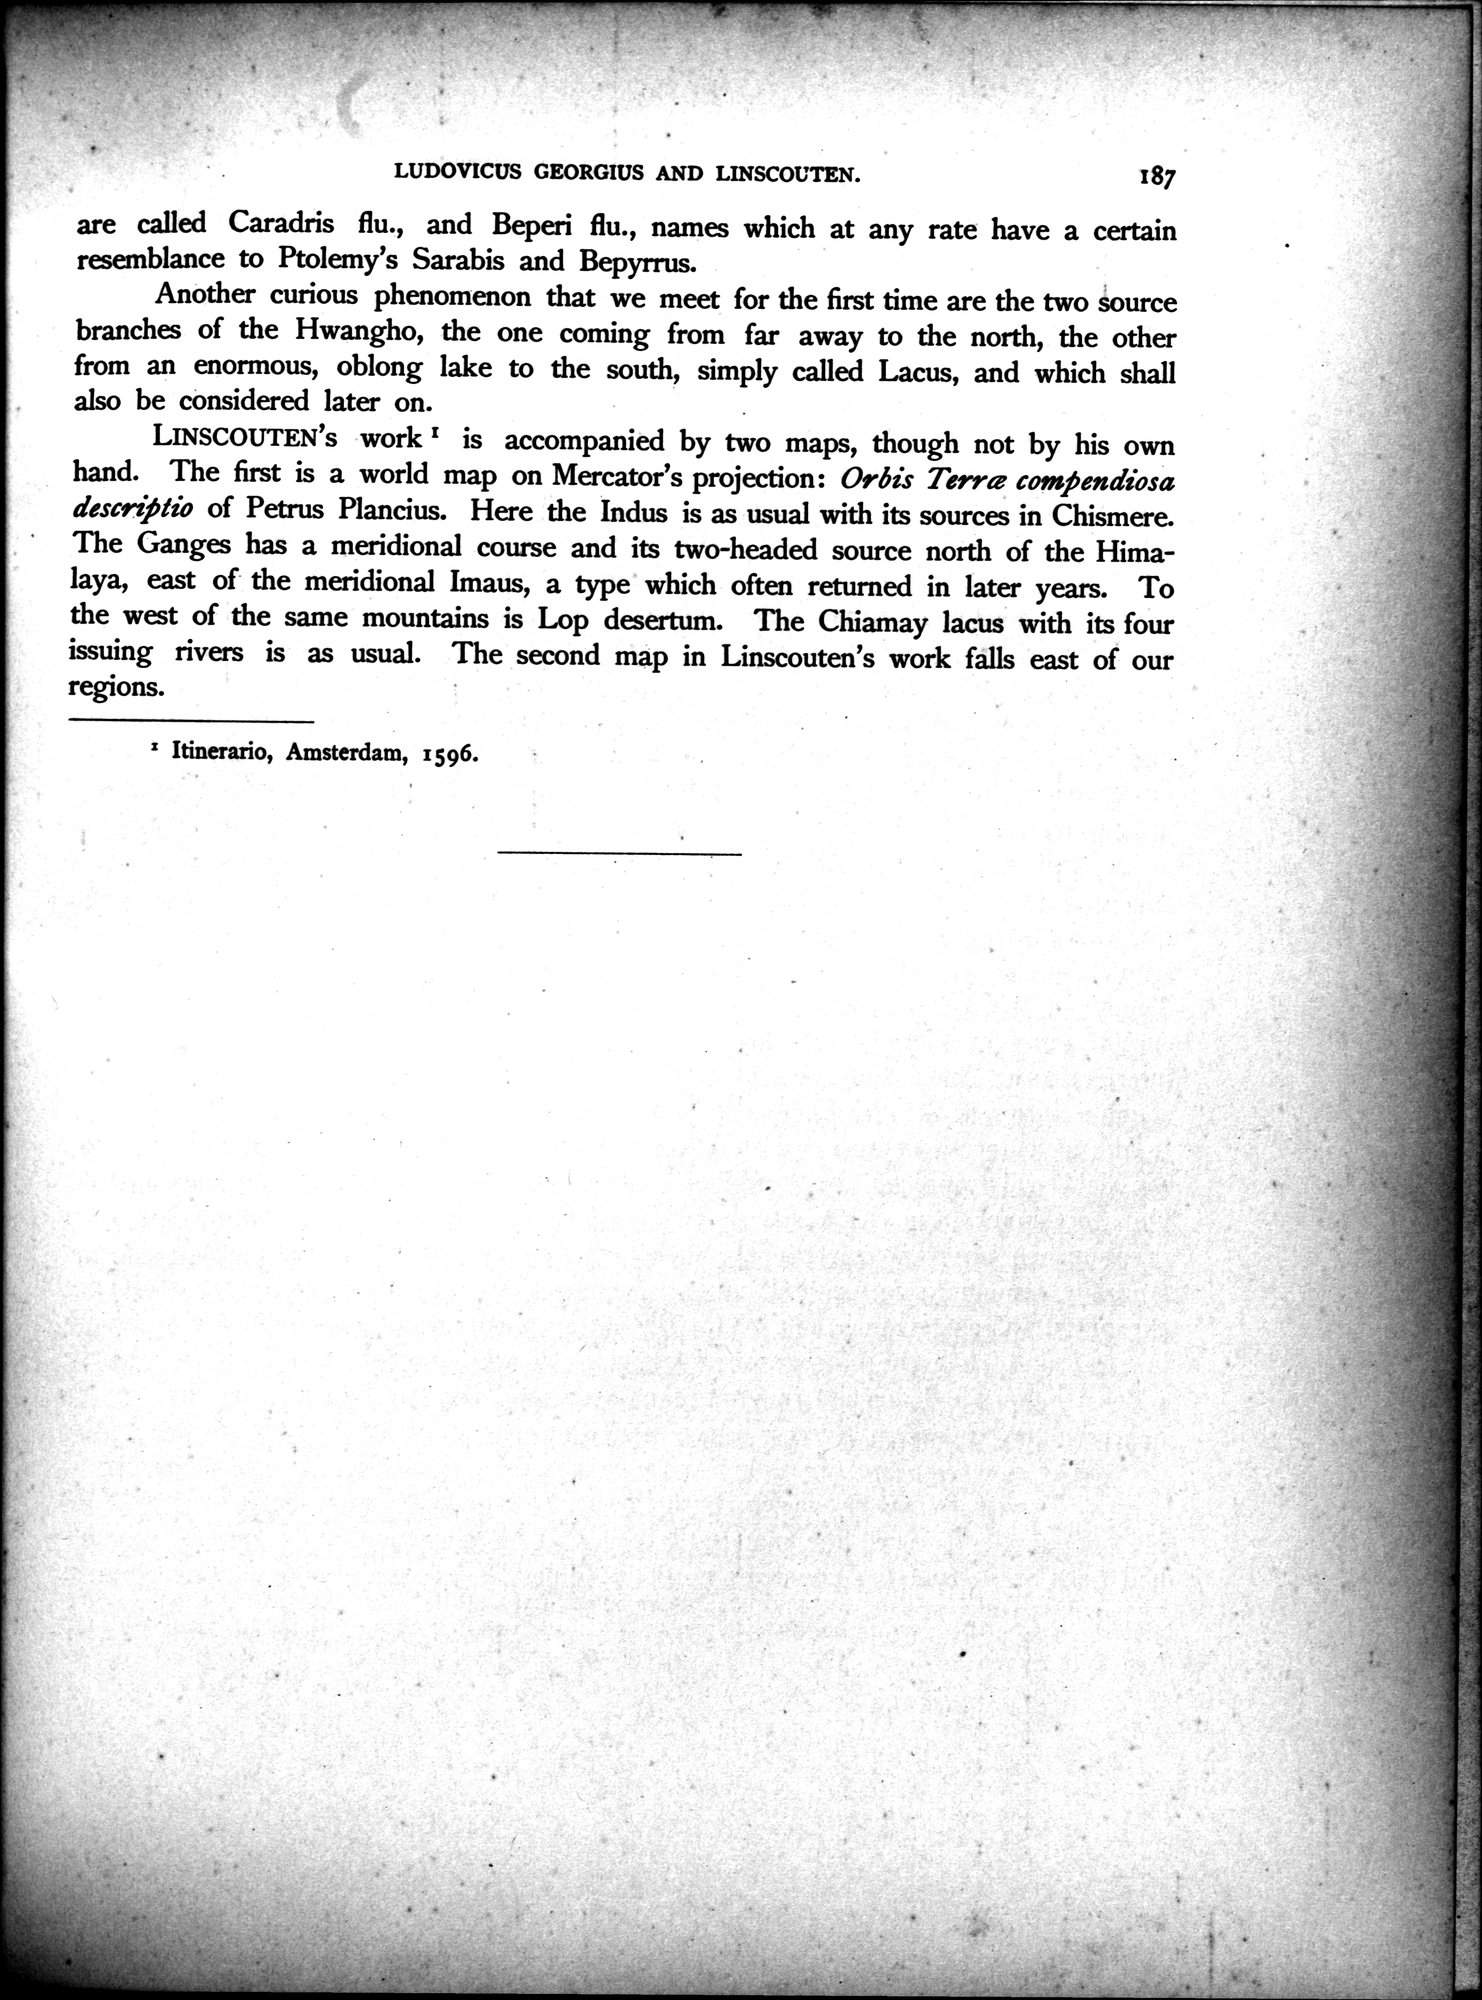 LUDOVICUS GEORGIUS AND LINSCOUTEN. 187
are called Caradris flu., and Beperi flu., names which at any rate have a certain
resemblance to Ptolemy's Sarabis and Bepyrrus.
Another curious phenomenon that we meet for the first time are the two source
branches of the Hwangho, the one coming from far away to the north, the other
from an enormous, oblong lake to the south, simply called Lacus, and which shall
also be considered later on.
LINSCOUTEN's work ¹ is accompanied by two maps, though not by his own
hand. The first is a world map on Mercator's projection: Orbis Terræ compendiosa
descriptio of Petrus Plancius. Here the Indus is as usual with its sources in Chismere.
The Ganges has a meridional course and its two-headed source north of the Hima-
laya, east of the meridional Imaus, a type which often returned in later years. To
the west of the same mountains is Lop desertum. The Chiamay lacus with its four
issuing rivers is as usual. The second map in Linscouten's work falls east of our
regions.
¹ Itinerario, Amsterdam, 1596.